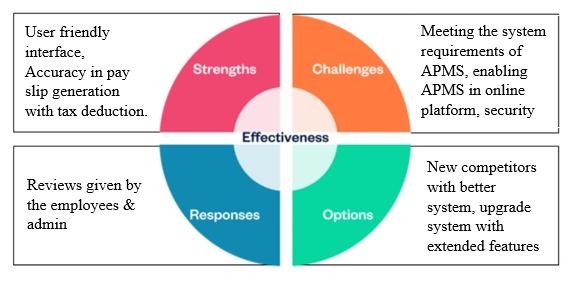 User friendly
interface,
Accuracy in pay
slip generation
with tax deduction.
Strengths
Challenges
Meeting the system
requirements of
APMS, enabling
APMS in online
platform, security
Effectiveness
Reviews given by
the employees &
admin
Responses
Options
New competitors
with better
system, upgrade
system with
extended features